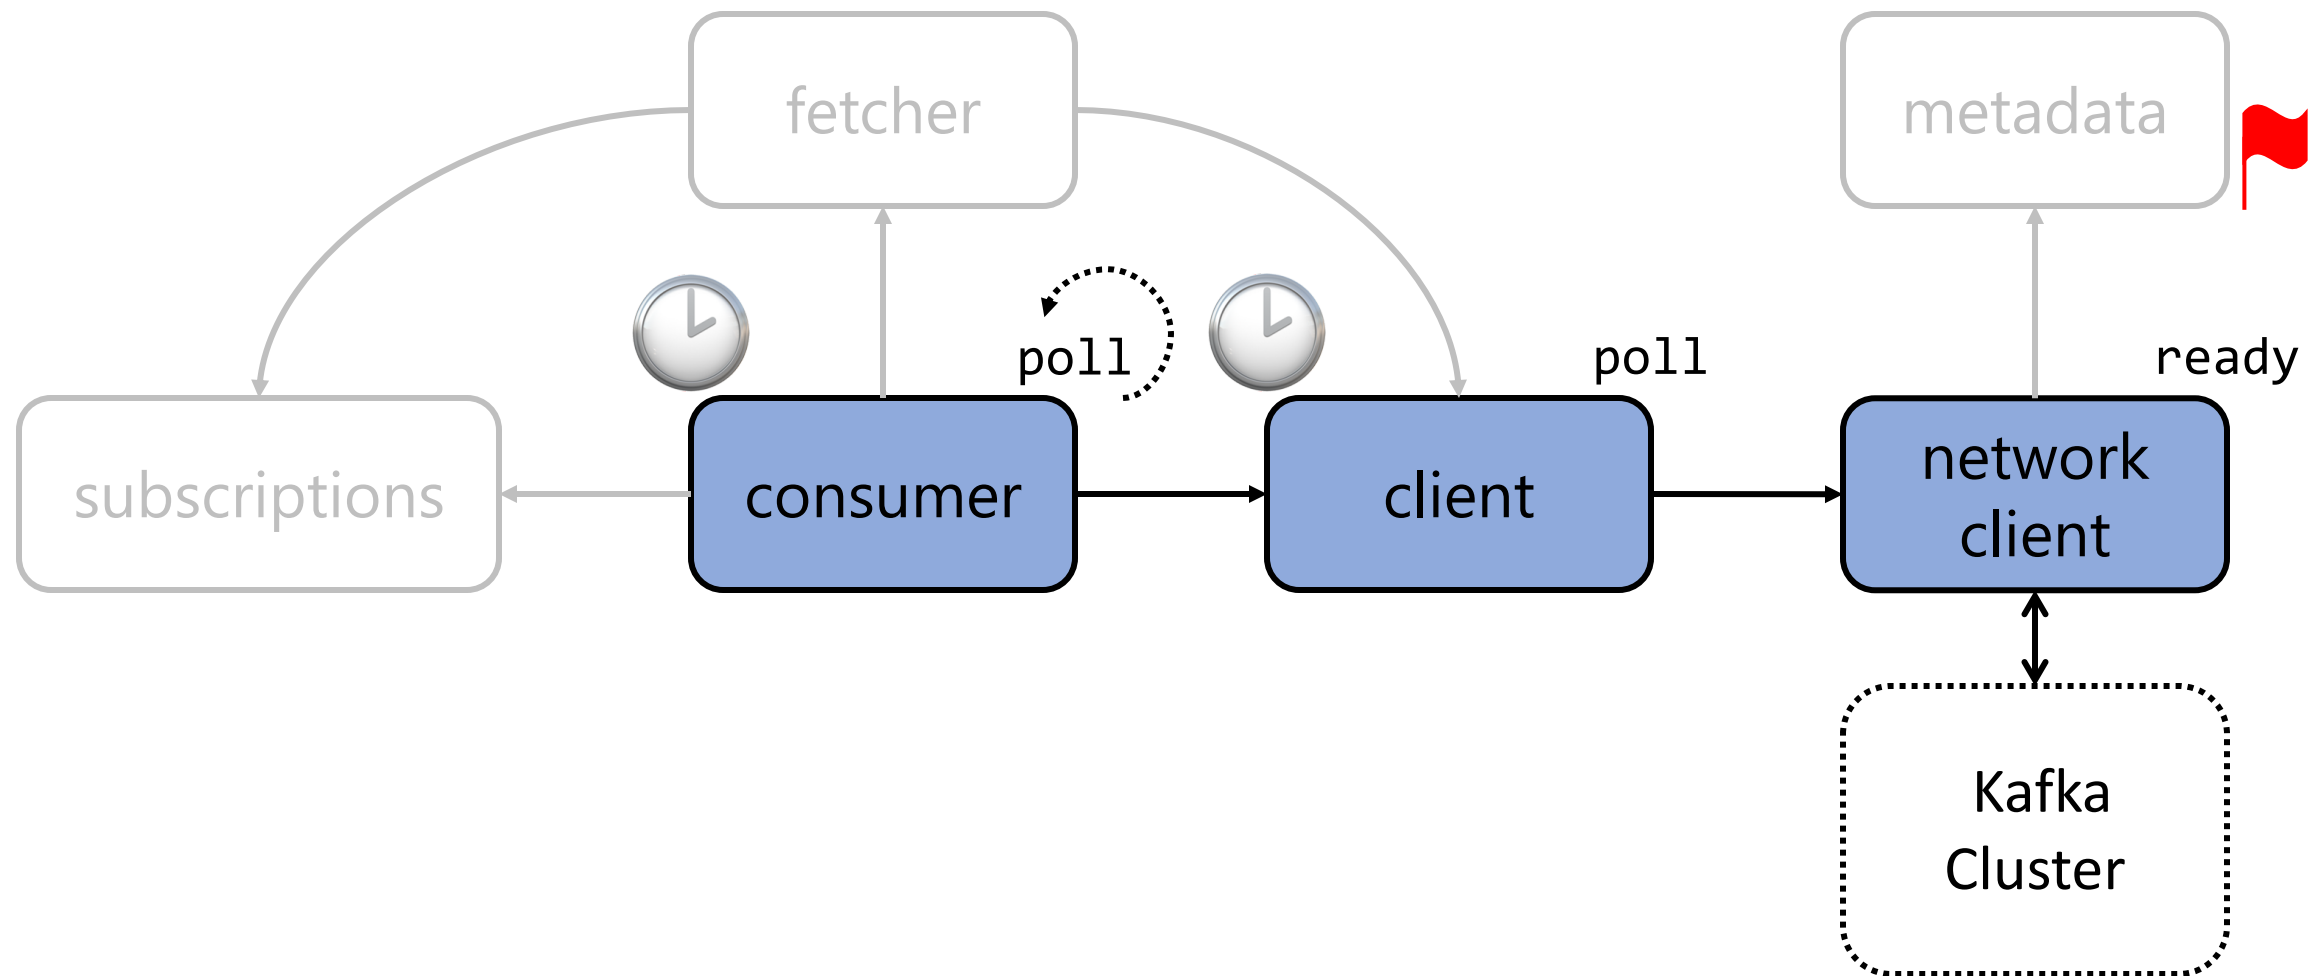 fetcher
metadata
poll
poll
ready
subscriptions
consumer
client
network
client
Kafka
Cluster